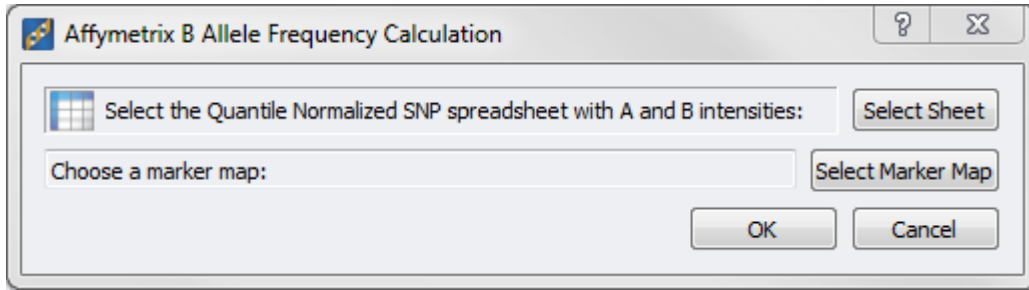 Affymetrix B Allele Frequency Calculation
Select the Quantile Normalized SNP spreadsheet with A and B intensities: Select Sheet
Choose a marker map: Select Marker Map
OK Cancel